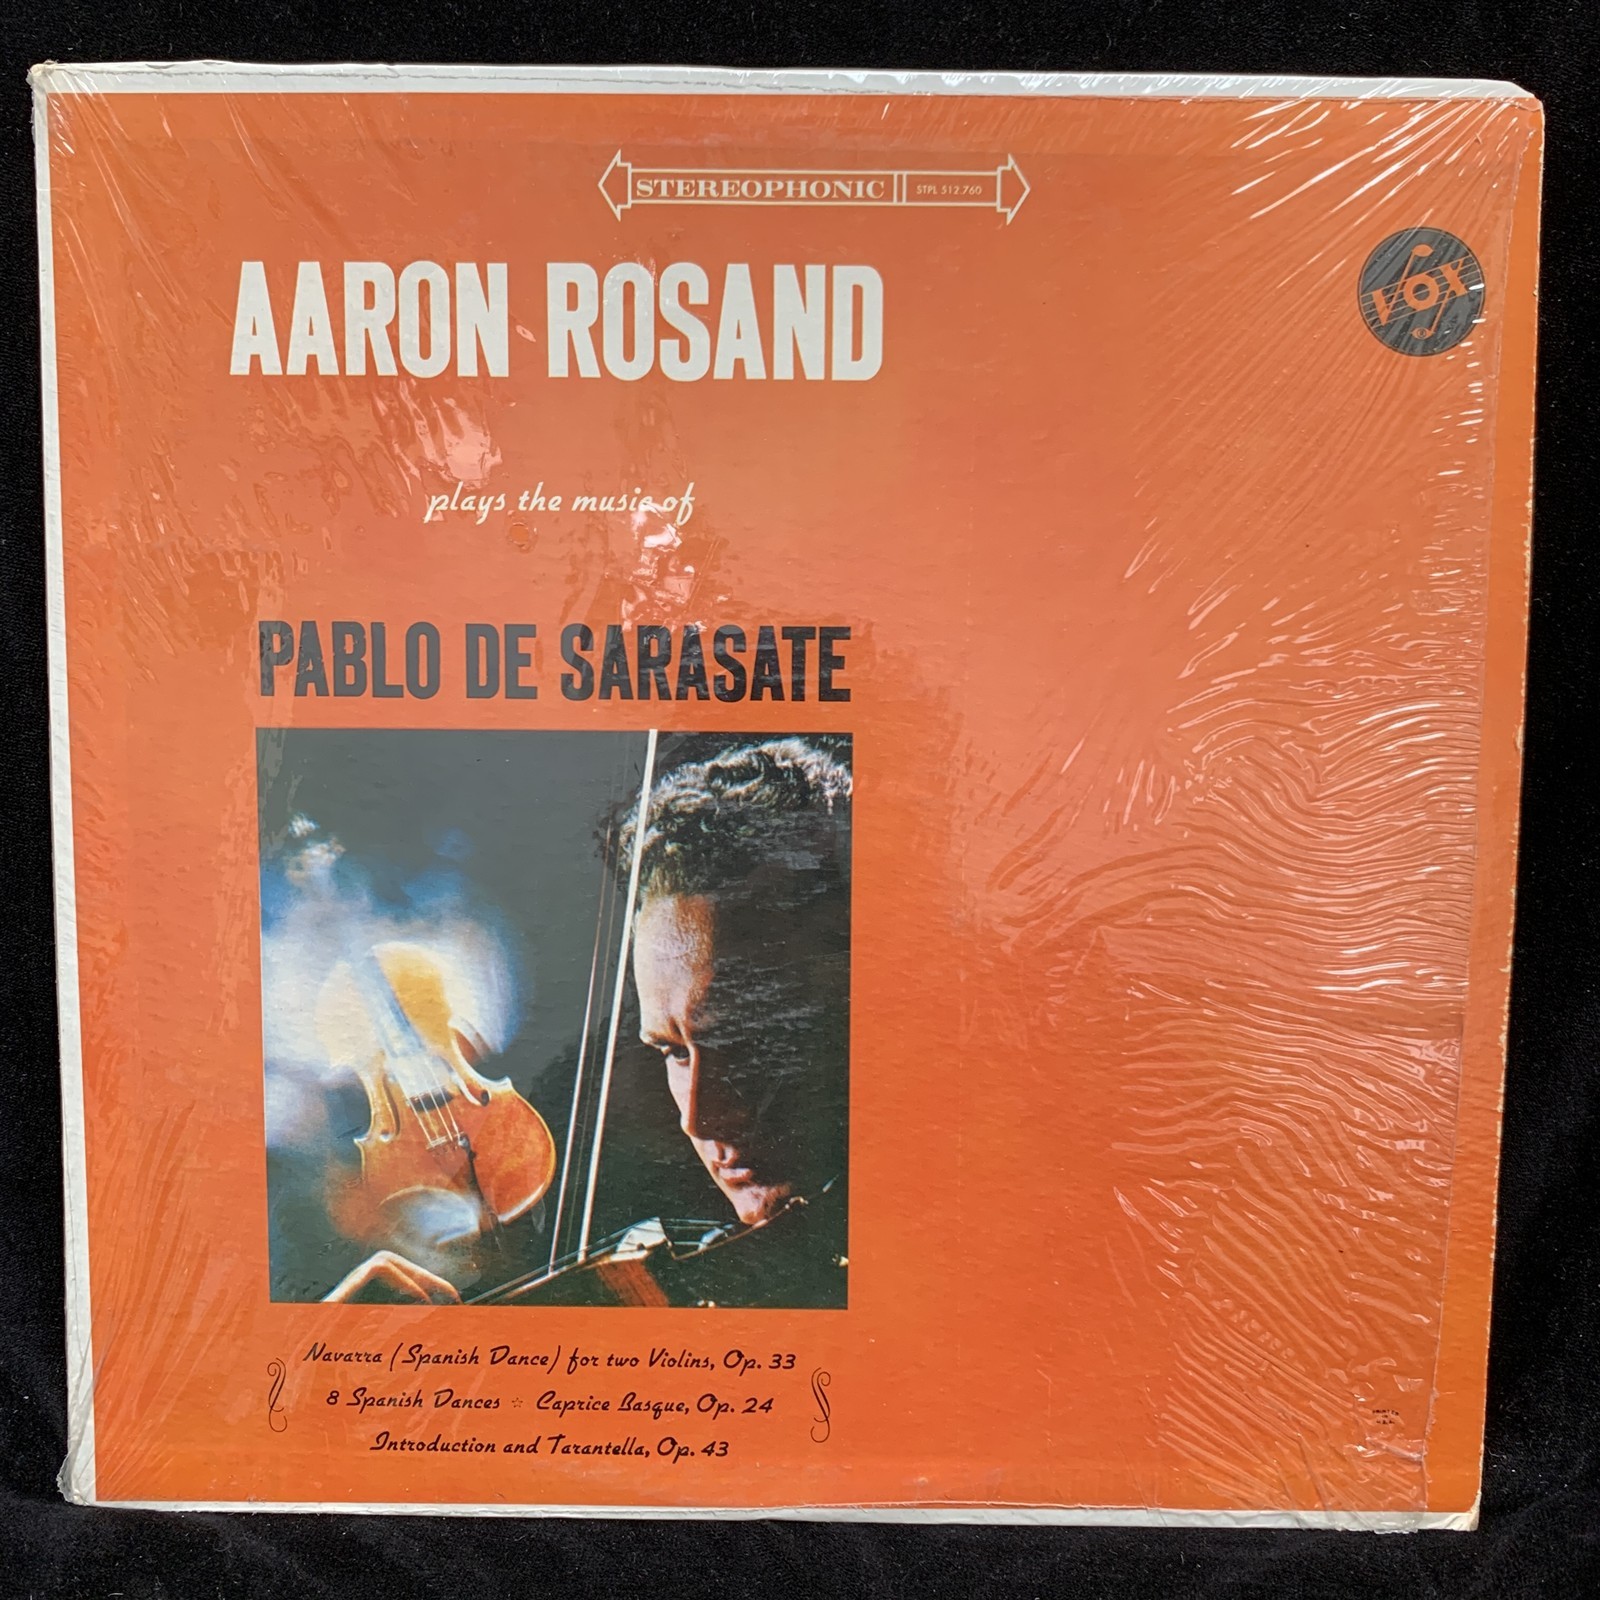 STEREOPHONIC STPL 512.760
VOX
AARON ROSAND
plays the music of
PABLO DE SARASATE
Navarra (Spanish Dance) for two Violins, Op. 33
8 Spanish Dances ☆ Caprice Basque, Op. 24
Introduction and Tarantella, Op. 43